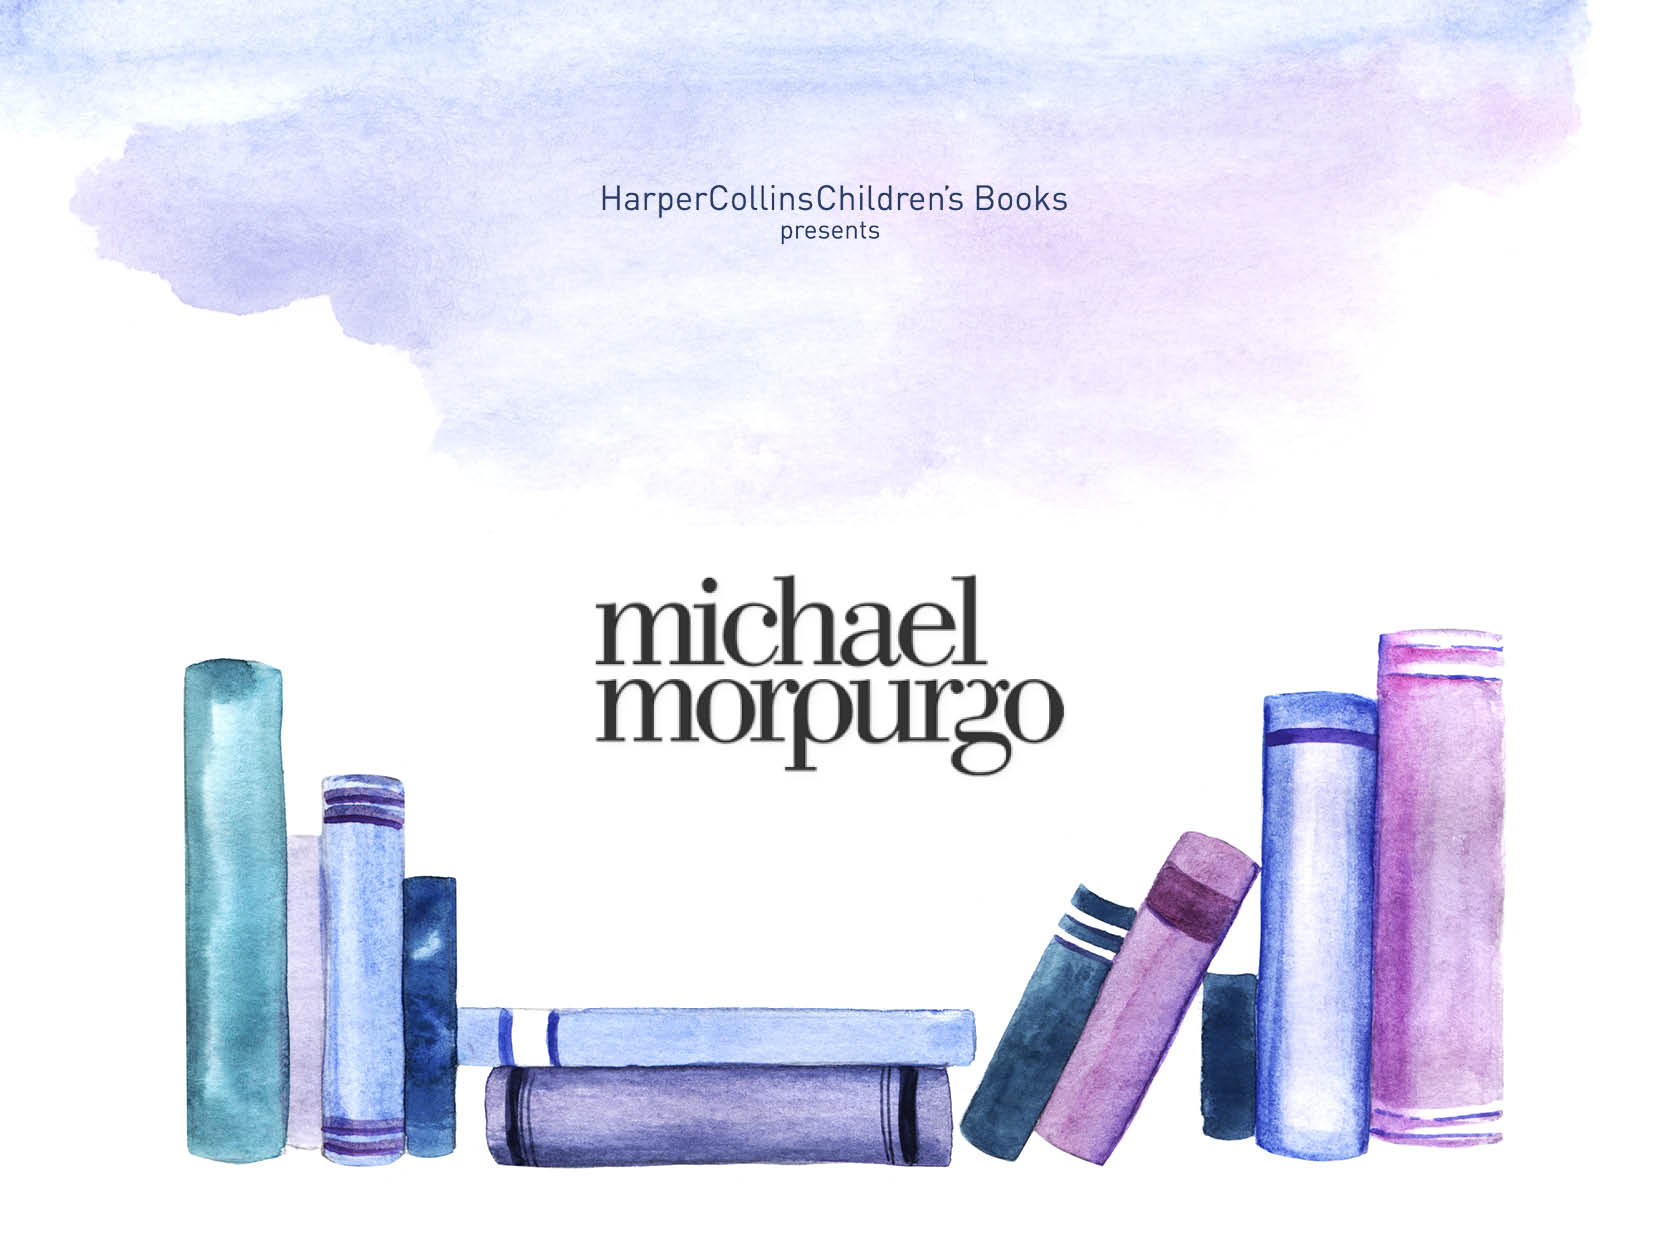 HarperCollinsChildren's Books
presents
michael
morpurgo